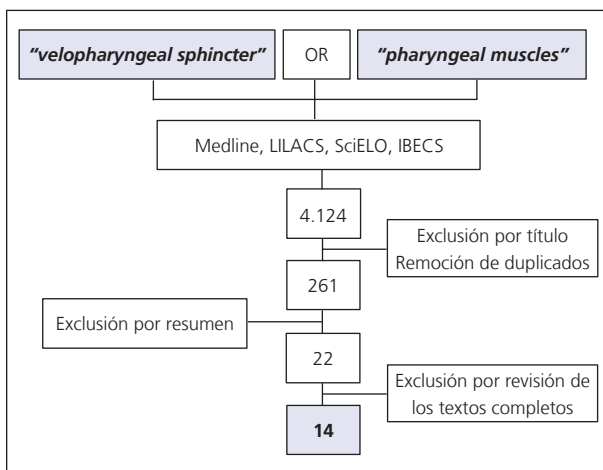 “velopharyngeal sphincter”
OR
“pharyngeal muscles”
Medline, LILACS, SciELO, IBECS
4.124
Exclusión por título
Remoción de duplicados
261
Exclusión por resumen
22
Exclusión por revisión de
los textos completos
14